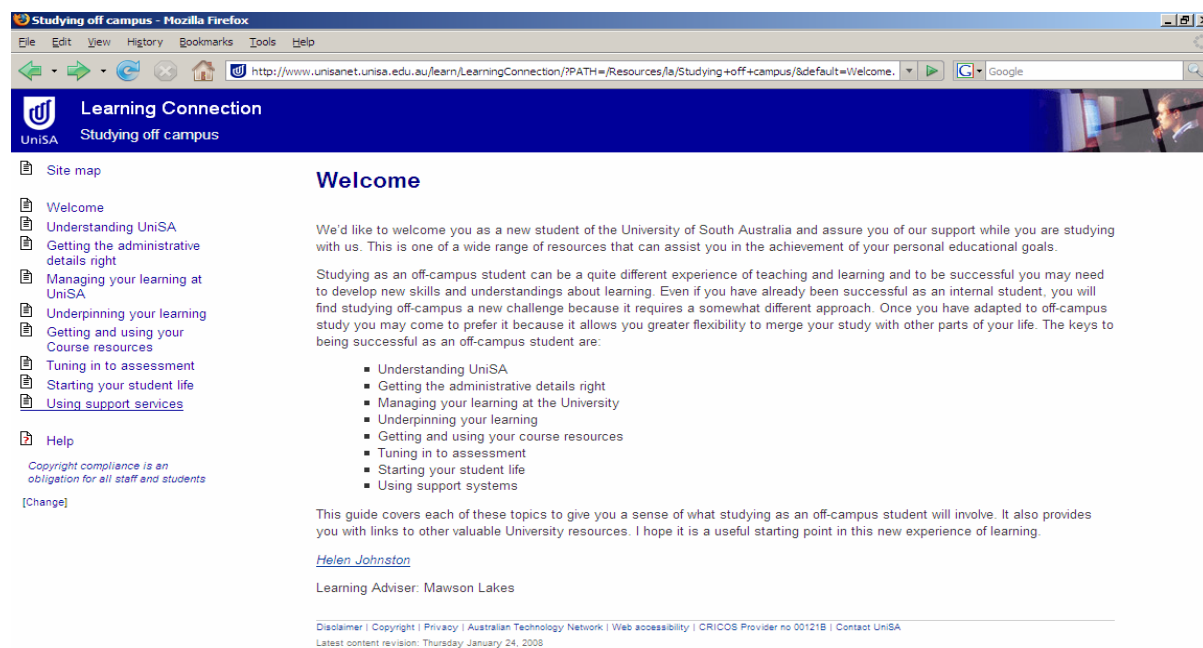 Studying off campus - Mozilla Firefox
File Edit View History Bookmarks Tools Help
http://www.unisanet.unisa.edu.au/learn/LearningConnection/?PATH=/Resources/la/Studying+off+campus/&default=Welcome.
G Google
Learning Connection
UniSA Studying off campus
Site map
Welcome
Understanding UniSA
Getting the administrative
details right
Managing your learning at
UniSA
Underpinning your learning
Getting and using your
Course resources
Tuning in to assessment
Starting your student life
Using support services
Help
Copyright compliance is an
obligation for all staff and students
[Change]
Welcome
We'd like to welcome you as a new student of the University of South Australia and assure you of our support while you are studying
with us. This is one of a wide range of resources that can assist you in the achievement of your personal educational goals.
Studying as an off-campus student can be a quite different experience of teaching and learning and to be successful you may need
to develop new skills and understandings about learning. Even if you have already been successful as an internal student, you will
find studying off-campus a new challenge because it requires a somewhat different approach. Once you have adapted to off-campus
study you may come to prefer it because it allows you greater flexibility to merge your study with other parts of your life. The keys to
being successful as an off-campus student are:
▪ Understanding UniSA
▪ Getting the administrative details right
▪ Managing your learning at the University
▪ Underpinning your learning
▪ Getting and using your course resources
▪ Tuning in to assessment
▪ Starting your student life
▪ Using support systems
This guide covers each of these topics to give you a sense of what studying as an off-campus student will involve. It also provides
you with links to other valuable University resources. I hope it is a useful starting point in this new experience of learning.
Helen Johnston
Learning Adviser: Mawson Lakes
Disclaimer | Copyright | Privacy | Australian Technology Network | Web accessibility | CRICOS Provider no 00121B | Contact UniSA
Latest content revision: Thursday January 24, 2008